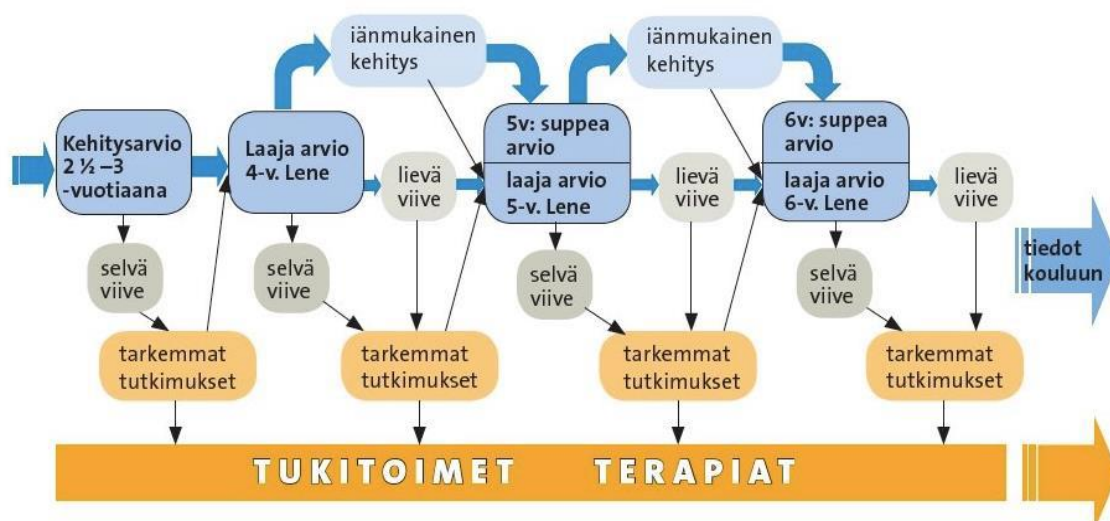 iänmukainen
kehitys
iänmukainen
kehitys
Kehitysarvio
2 ½ –3
-vuotiaana
Laaja arvio
4-v. Lene
lievä
viive
5v: suppea
arvio
laaja arvio
5-v. Lene
lievä
viive
6v: suppea
arvio
laaja arvio
6-v. Lene
lievä
viive
selvä
viive
selvä
viive
selvä
viive
selvä
viive
tiedot
kouluun
tarkemmat
tutkimukset
tarkemmat
tutkimukset
tarkemmat
tutkimukset
tarkemmat
tutkimukset
TUKITOIMET TERAPIAT